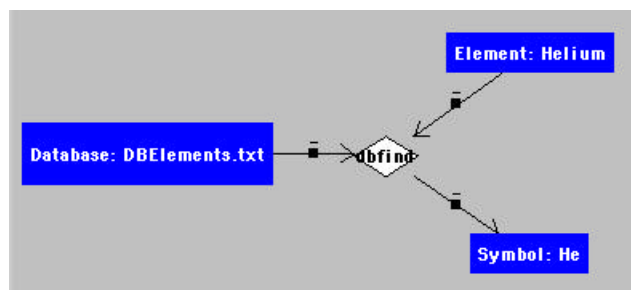 Element: Helium
Database: DBElements.txt
dbfind
Symbol: He